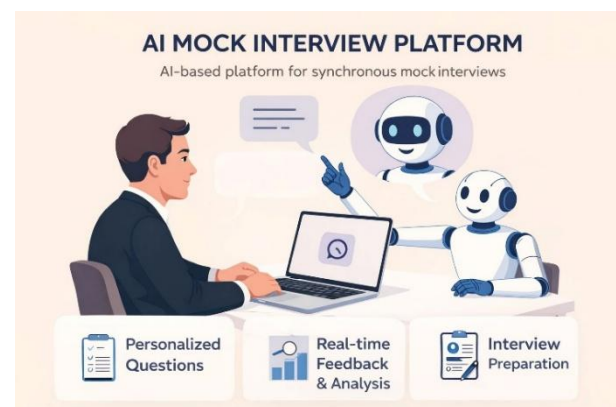 AI MOCK INTERVIEW PLATFORM
AI-based platform for synchronous mock interviews
Personalized
Questions
Real-time
Feedback
& Analysis
Interview
Preparation